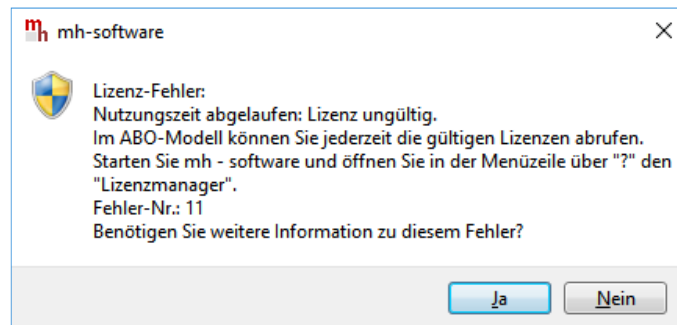 mh mh-software
Lizenz-Fehler:
Nutzungszeit abgelaufen: Lizenz ungültig.
Im ABO-Modell können Sie jederzeit die gültigen Lizenzen abrufen.
Starten Sie mh - software und öffnen Sie in der Menüzeile über "?" den
"Lizenzmanager".
Fehler-Nr.: 11
Benötigen Sie weitere Information zu diesem Fehler?
Ja Nein